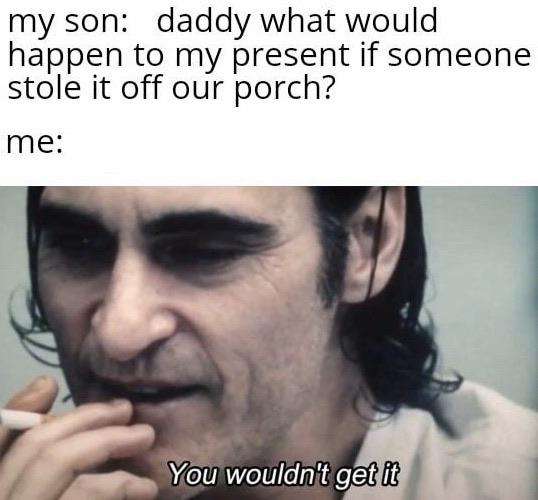 my son: daddy what would
happen to my present if someone
stole it off our porch?
me:
You wouldn't get it